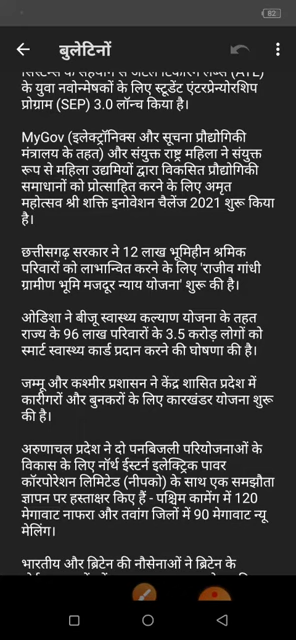 82
बुलेटिनों
के युवा नवोन्मेषकों के लिए स्टूडेंट एंटरप्रेन्योरशिप
प्रोग्राम (SEP) 3.0 लॉन्च किया है।
MyGov (इलेक्ट्रॉनिक्स और सूचना प्रौद्योगिकी
मंत्रालय के तहत) और संयुक्त राष्ट्र महिला ने संयुक्त
रूप से महिला उद्यमियों द्वारा विकसित प्रौद्योगिकी
समाधानों को प्रोत्साहित करने के लिए अमृत
महोत्सव श्री शक्ति इनोवेशन चैलेंज 2021 शुरू किया
है।
छत्तीसगढ़ सरकार ने 12 लाख भूमिहीन श्रमिक
परिवारों को लाभान्वित करने के लिए 'राजीव गांधी
ग्रामीण भूमि मजदूर न्याय योजना' शुरू की है।
ओडिशा ने बीजू स्वास्थ्य कल्याण योजना के तहत
राज्य के 96 लाख परिवारों के 3.5 करोड़ लोगों को
स्मार्ट स्वास्थ्य कार्ड प्रदान करने की घोषणा की है।
जम्मू और कश्मीर प्रशासन ने केंद्र शासित प्रदेश में
कारीगरों और बुनकरों के लिए कारखंडर योजना शुरू
की है।
अरुणाचल प्रदेश ने दो पनबिजली परियोजनाओं के
विकास के लिए नॉर्थ ईस्टर्न इलेक्ट्रिक पावर
कॉरपोरेशन लिमिटेड (नीपको) के साथ एक समझौता
ज्ञापन पर हस्ताक्षर किए हैं - पश्चिम कामेंग में 120
मेगावाट नाफरा और तवांग जिलों में 90 मेगावाट न्यू
मेलिंग।
भारतीय और ब्रिटेन की नौसेनाओं ने ब्रिटेन के